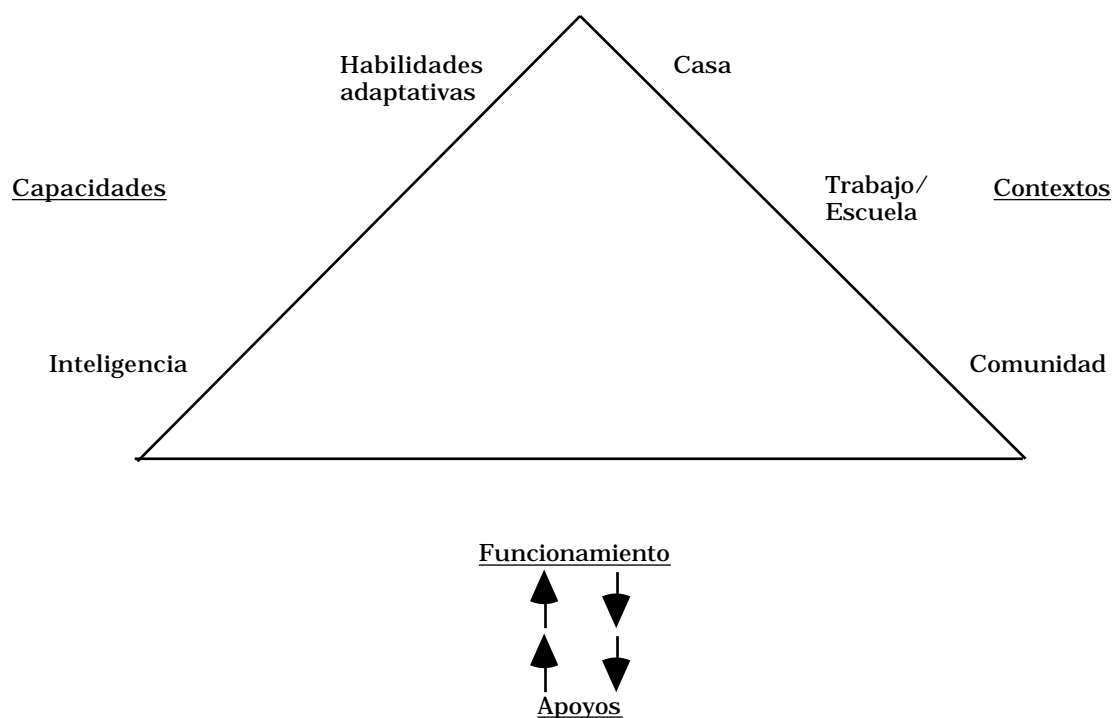 Habilidades
adaptativas
Casa
Capacidades
Trabajo/
Escuela
Contextos
Inteligencia
Comunidad
Funcionamiento
Apoyos